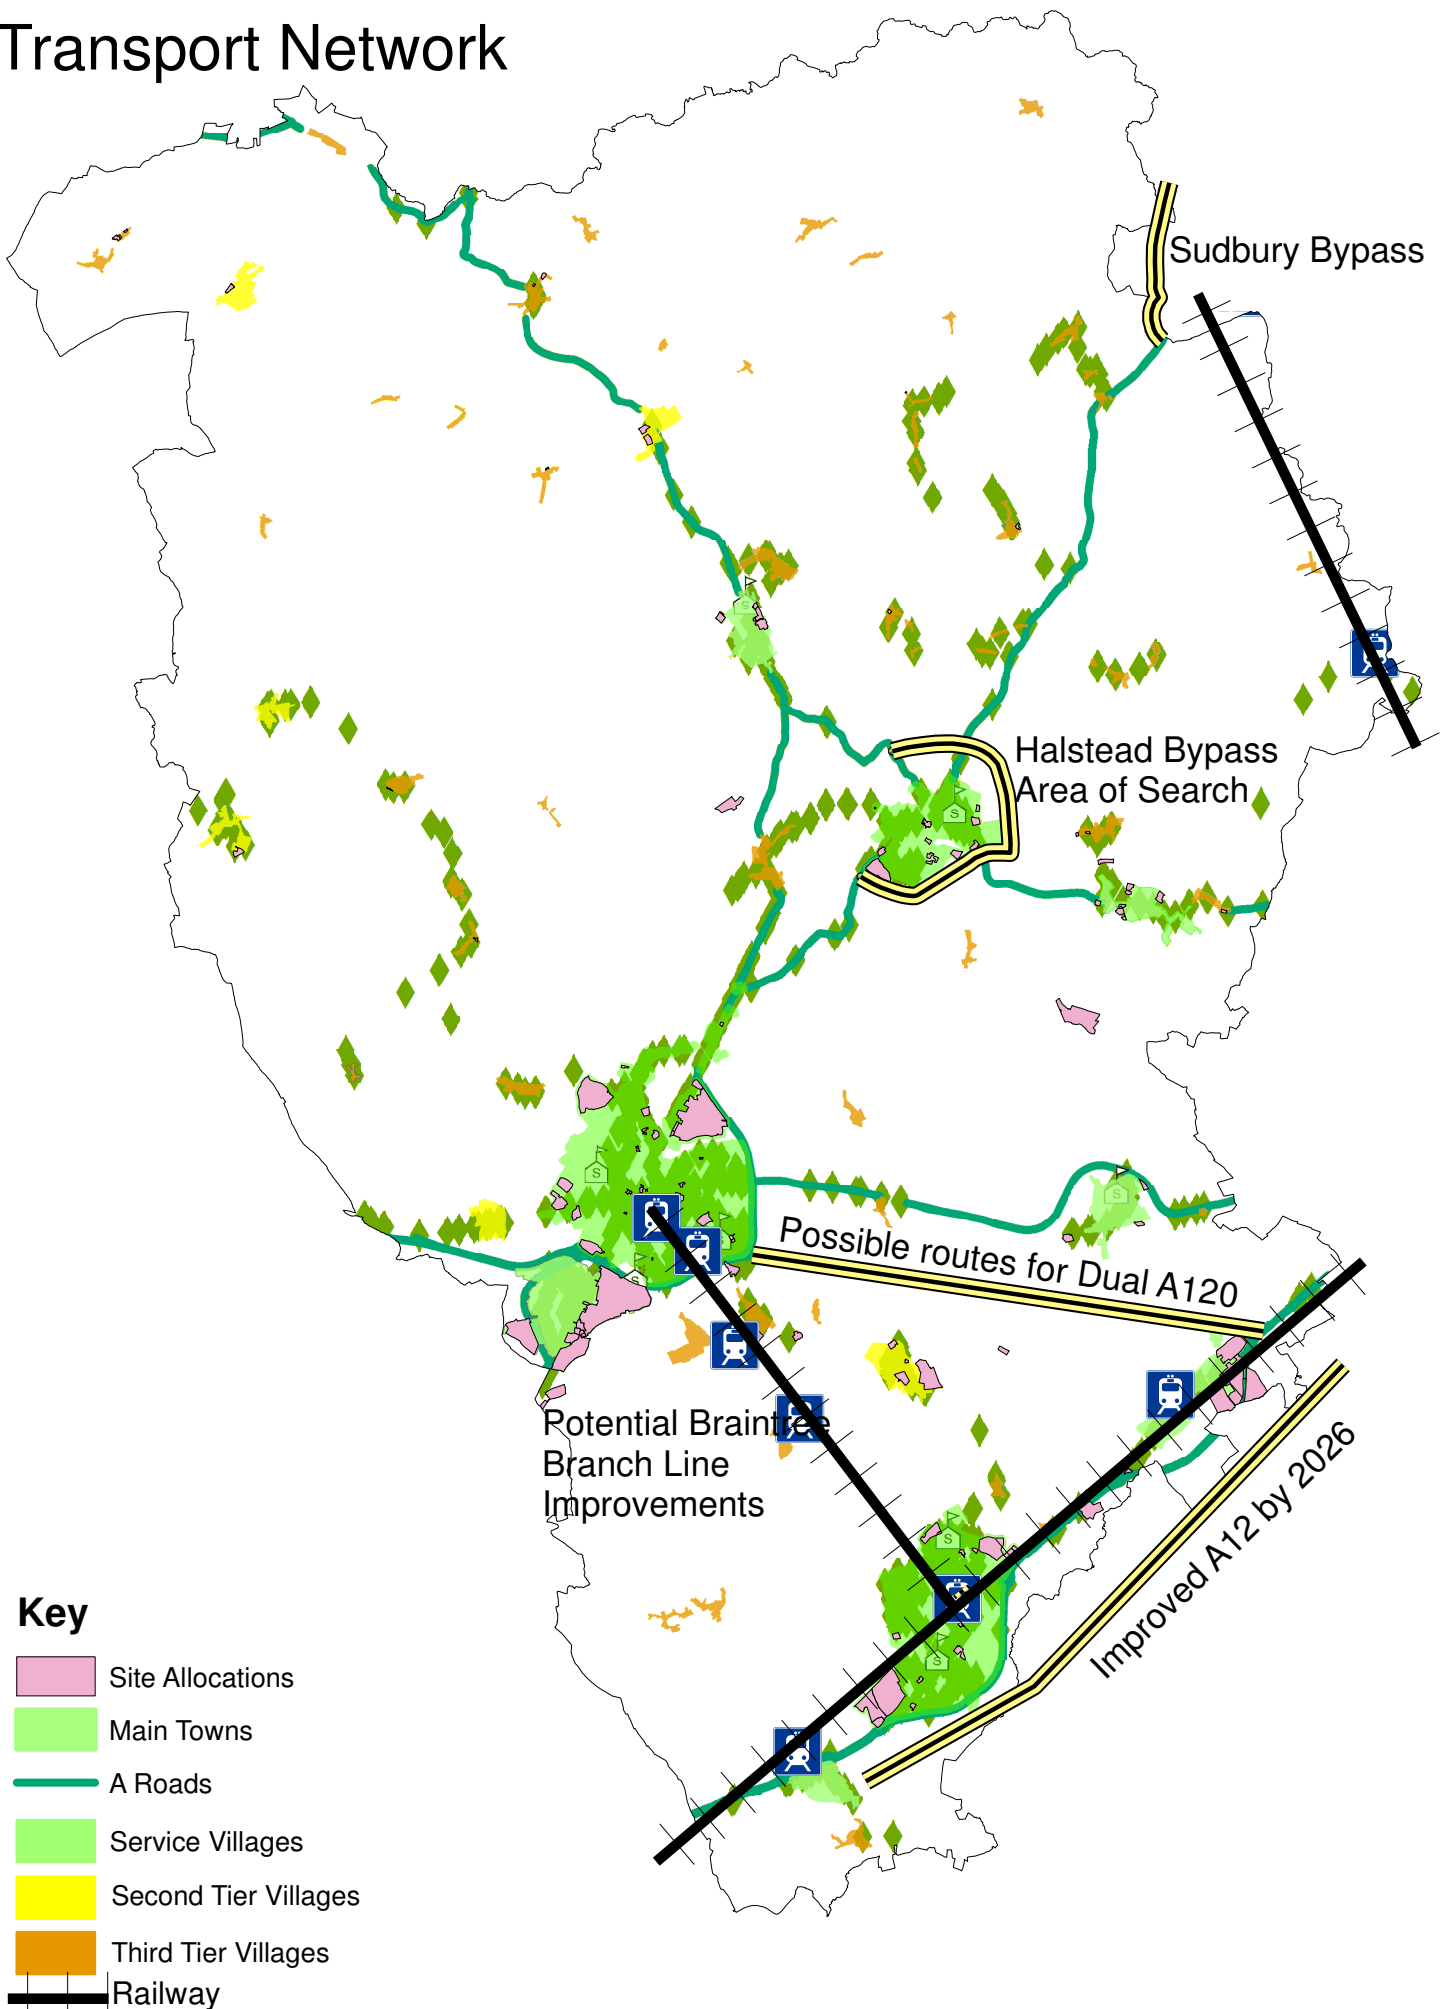 Transport Network
Sudbury Bypass
Halstead Bypass
Area of Search
Possible routes for Dual A120
Potential Braintree
Branch Line
Improvements
Improved A12 by 2026
Key
Site Allocations
Main Towns
A Roads
Service Villages
Second Tier Villages
Third Tier Villages
Railway
S
S
S
S
S
S
S